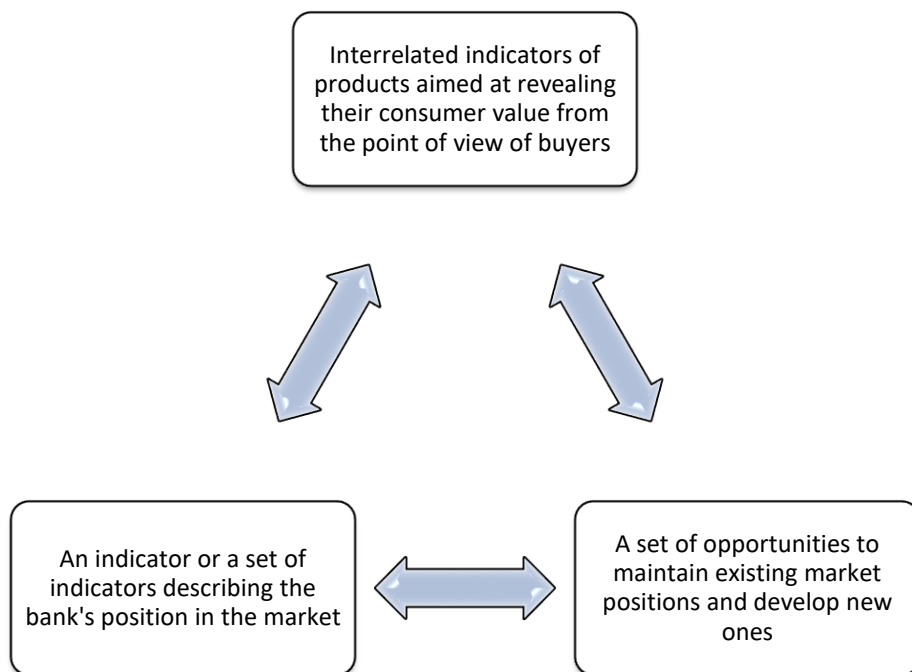 Interrelated indicators of
products aimed at revealing
their consumer value from
the point of view of buyers
An indicator or a set of
indicators describing the
bank's position in the market
A set of opportunities to
maintain existing market
positions and develop new
ones